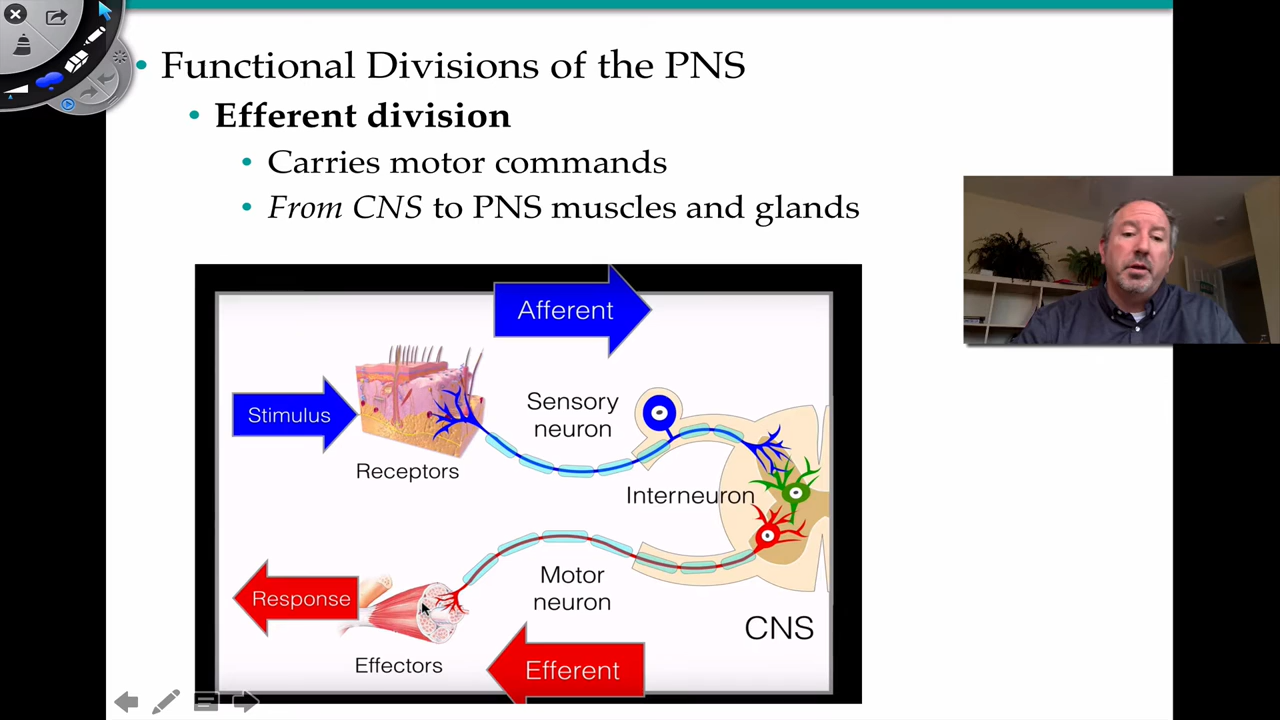 Functional Divisions of the PNS
Efferent division
Carries motor commands
From CNS to PNS muscles and glands
Afferent
Stimulus
Sensory
neuron
Receptors
Interneuron
Motor
neuron
Response
CNS
Effectors
Efferent